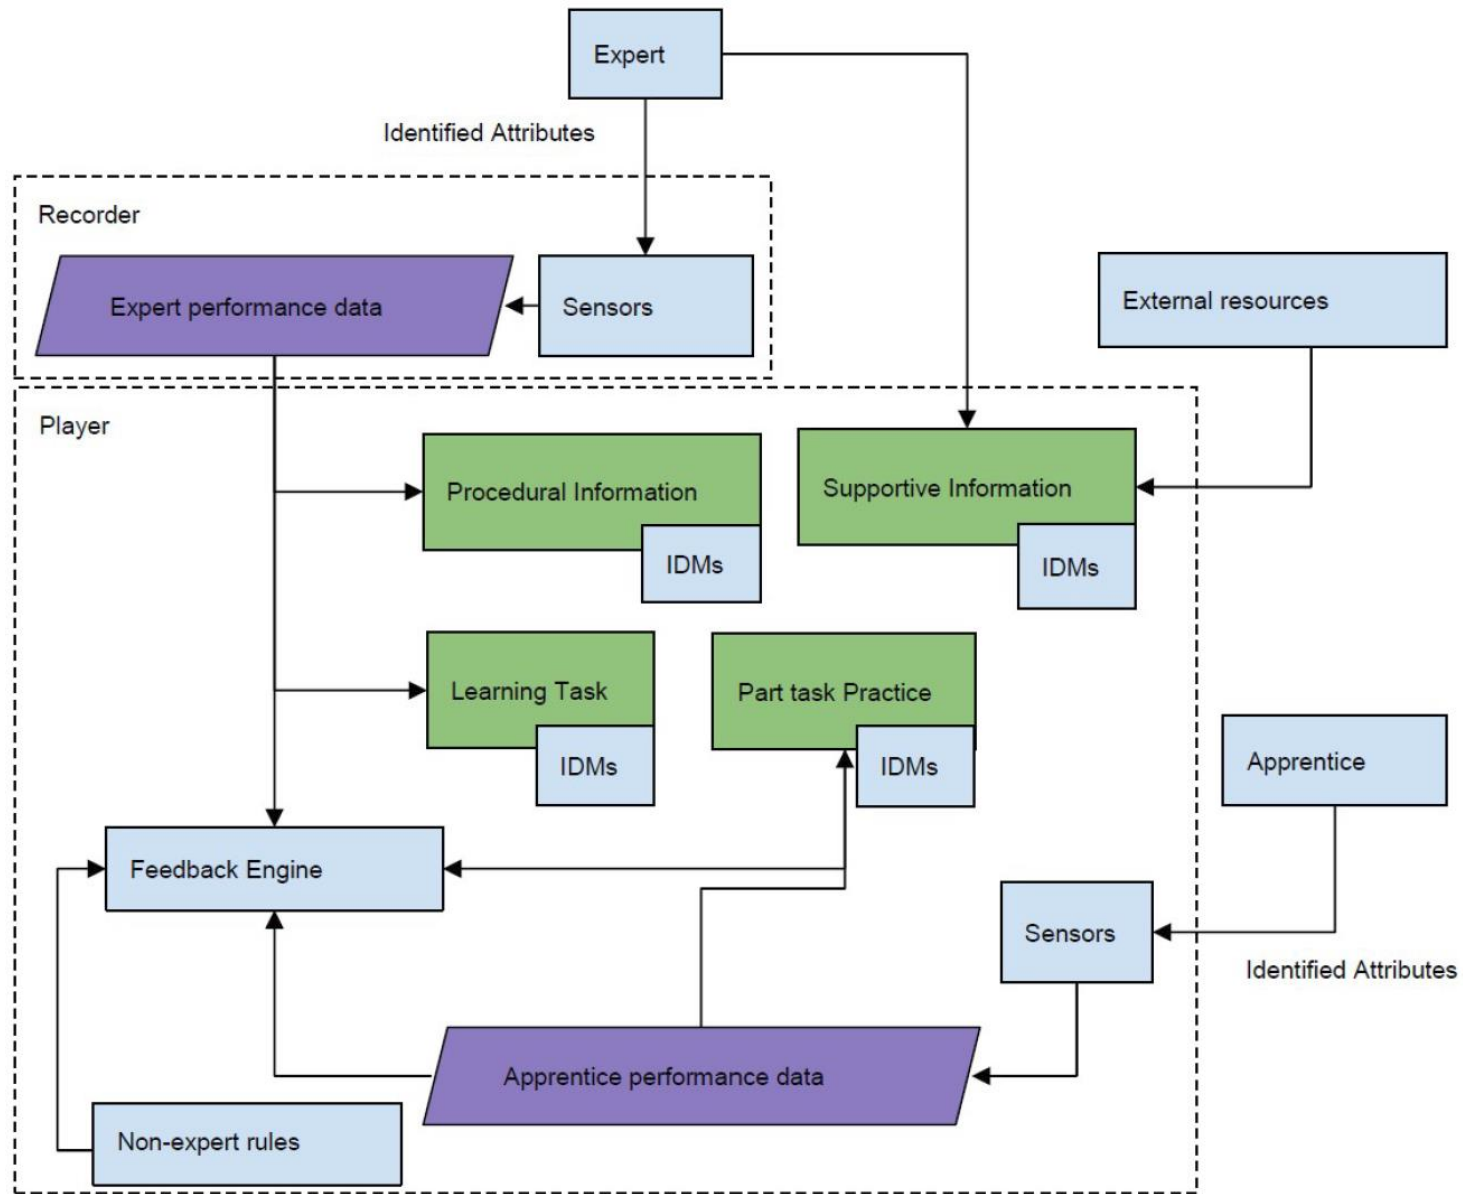 Expert
Identified Attributes
Recorder
Expert performance data
Sensors
External resources
Player
Procedural Information
IDMs
Supportive Information
IDMs
Learning Task
IDMs
Part task Practice
IDMs
Apprentice
Feedback Engine
Sensors
Identified Attributes
Apprentice performance data
Non-expert rules